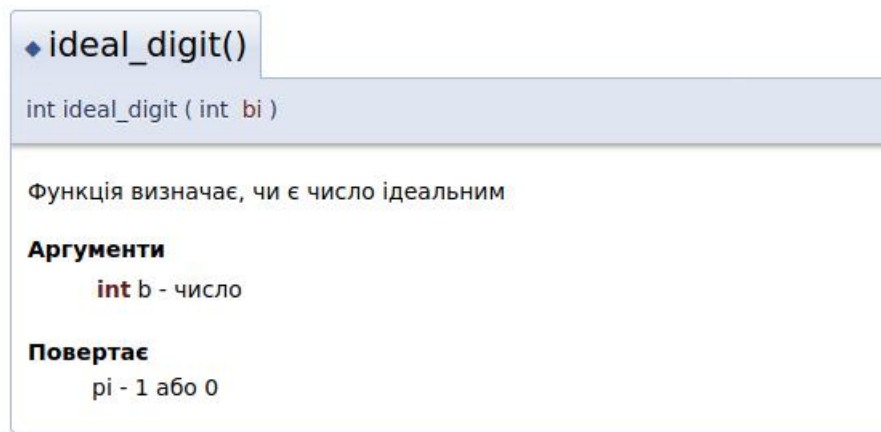 ideal_digit()
int ideal_digit ( int bi )
Функція визначає, чи є число ідеальним
Аргументи
int b - число
Повертає
pi - 1 або 0